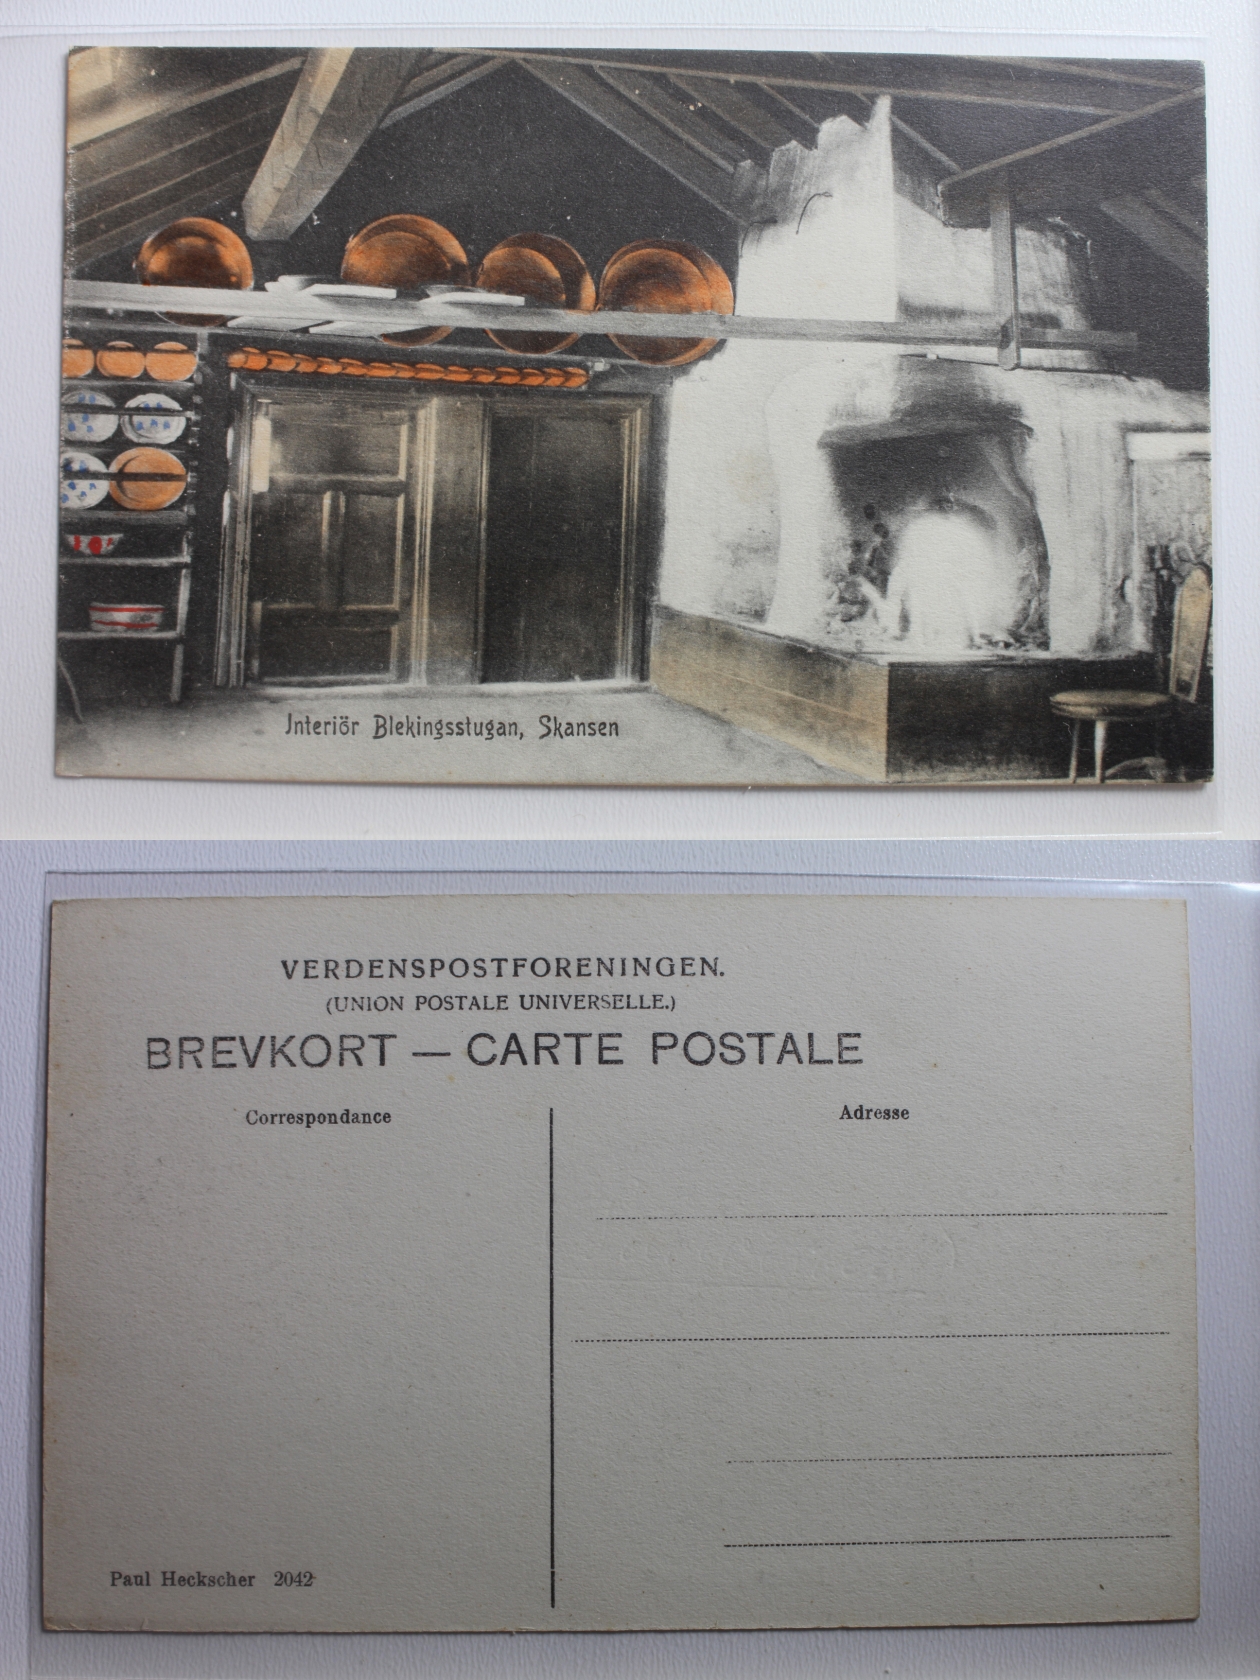 Interiör Blekingsstugan, Skansen
VERDENSPOSTFORENINGEN.
(UNION POSTALE UNIVERSELLE.)
BREVKORT — CARTE POSTALE
Correspondance
Adresse
Paul Heckscher 2042